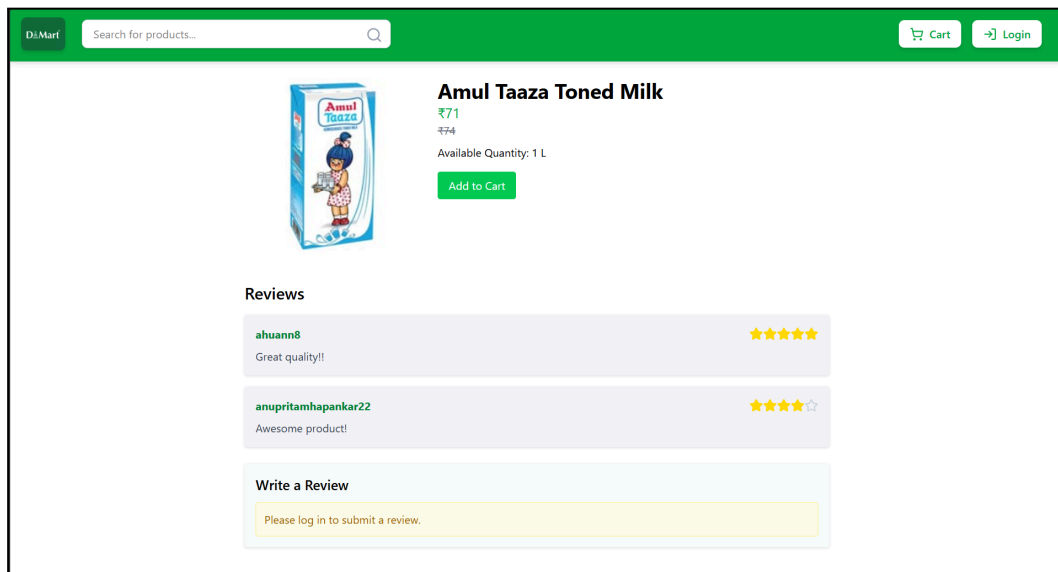 DMart
Search for products...
Cart
Login
Amul
Taaza
Amul Taaza Toned Milk
₹71
₹74
Available Quantity: 1 L
Add to Cart
Reviews
ahuann8
Great quality!!
anupritamhapankar22
Awesome product!
Write a Review
Please log in to submit a review.